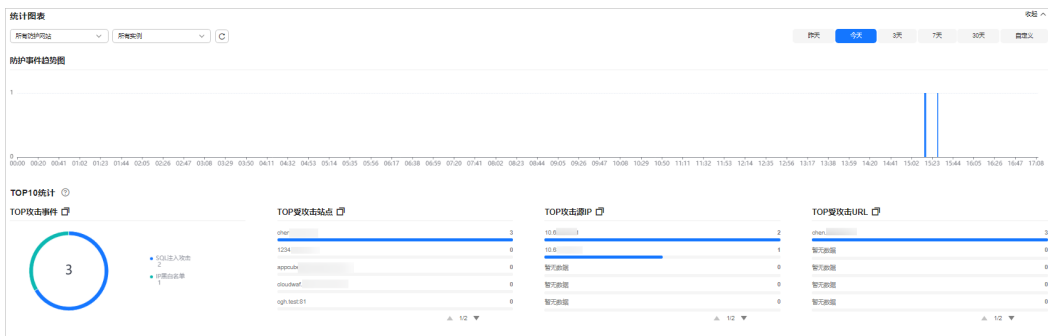 统计图表 收起
所有防护网站 所有实例 昨天 今天 3天 7天 30天 自定义
防护事件趋势图
1
0
00:00 00:20 00:41 01:02 01:23 01:44 02:05 02:26 02:47 03:08 03:29 03:50 04:11 04:32 04:53 05:14 05:35 05:56 06:17 06:38 06:59 07:20 07:41 08:02 08:23 08:44 09:05 09:26 09:47 10:08 10:29 10:50 11:11 11:32 11:53 12:14 12:35 12:56 13:17 13:38 13:59 14:20 14:41 15:02 15:23 15:44 16:05 16:26 16:47 17:08
TOP10统计
TOP攻击事件
3
SQL注入攻击
2
IP黑白名单
1
TOP受攻击站点
cher 3
1234 0
appcube 0
cloudwaf. 0
cgh.test:81 0
1/2
TOP攻击源IP
10.6 2
10.8 1
暂无数据 0
暂无数据 0
暂无数据 0
1/2
TOP受攻击URL
chen 3
暂无数据 0
暂无数据 0
暂无数据 0
暂无数据 0
1/2